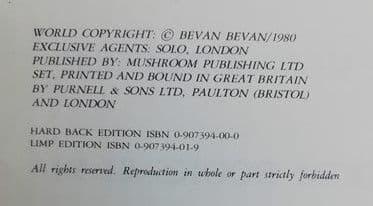 WORLD COPYRIGHT: © BEVAN BEVAN/1980
EXCLUSIVE AGENTS: SOLO, LONDON
PUBLISHED BY: MUSHROOM PUBLISHING LTD
SET, PRINTED AND BOUND IN GREAT BRITAIN
BY PURNELL & SONS LTD, PAULTON (BRISTOL)
AND LONDON
HARD BACK EDITION ISBN 0-907394-00-0
LIMP EDITION ISBN 0-907394-01-9
All rights reserved. Reproduction in whole or part strictly forbidden